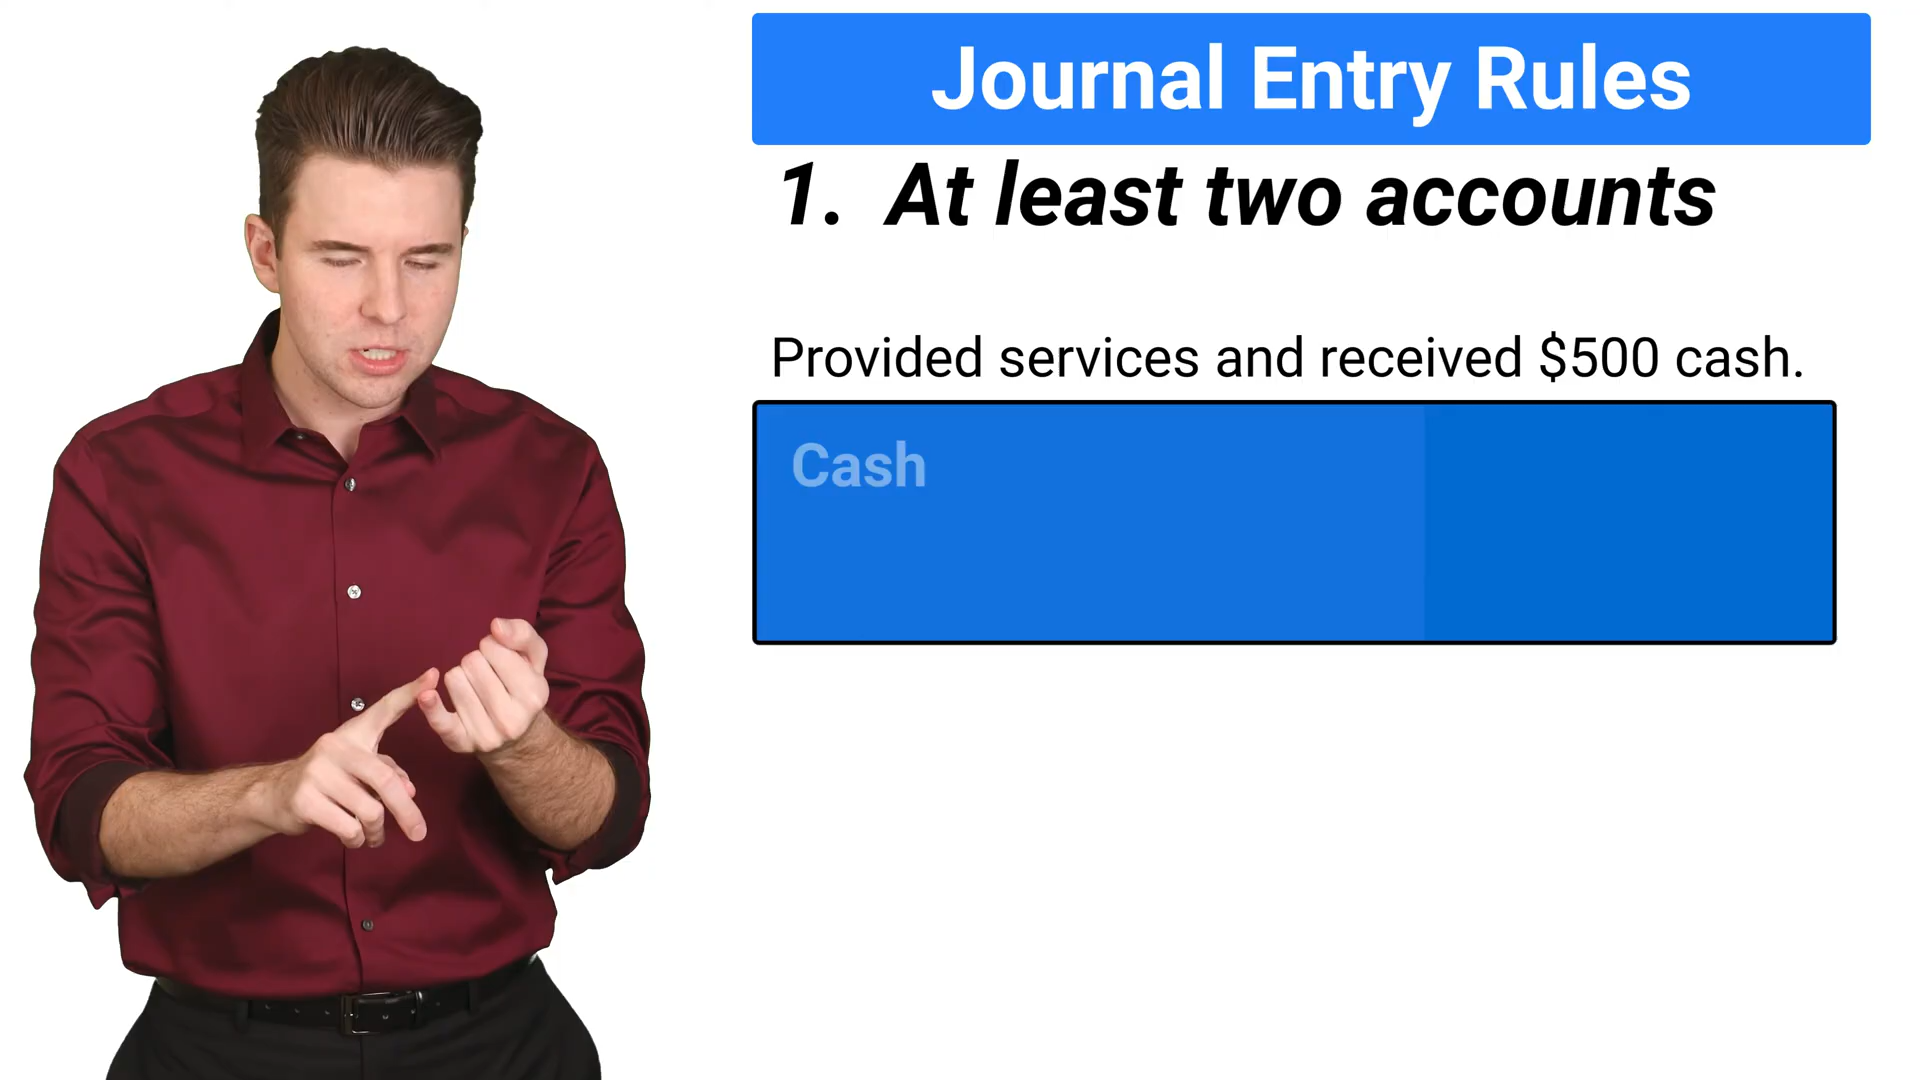 Journal Entry Rules
1. At least two accounts
Provided services and received $500 cash.
Cash